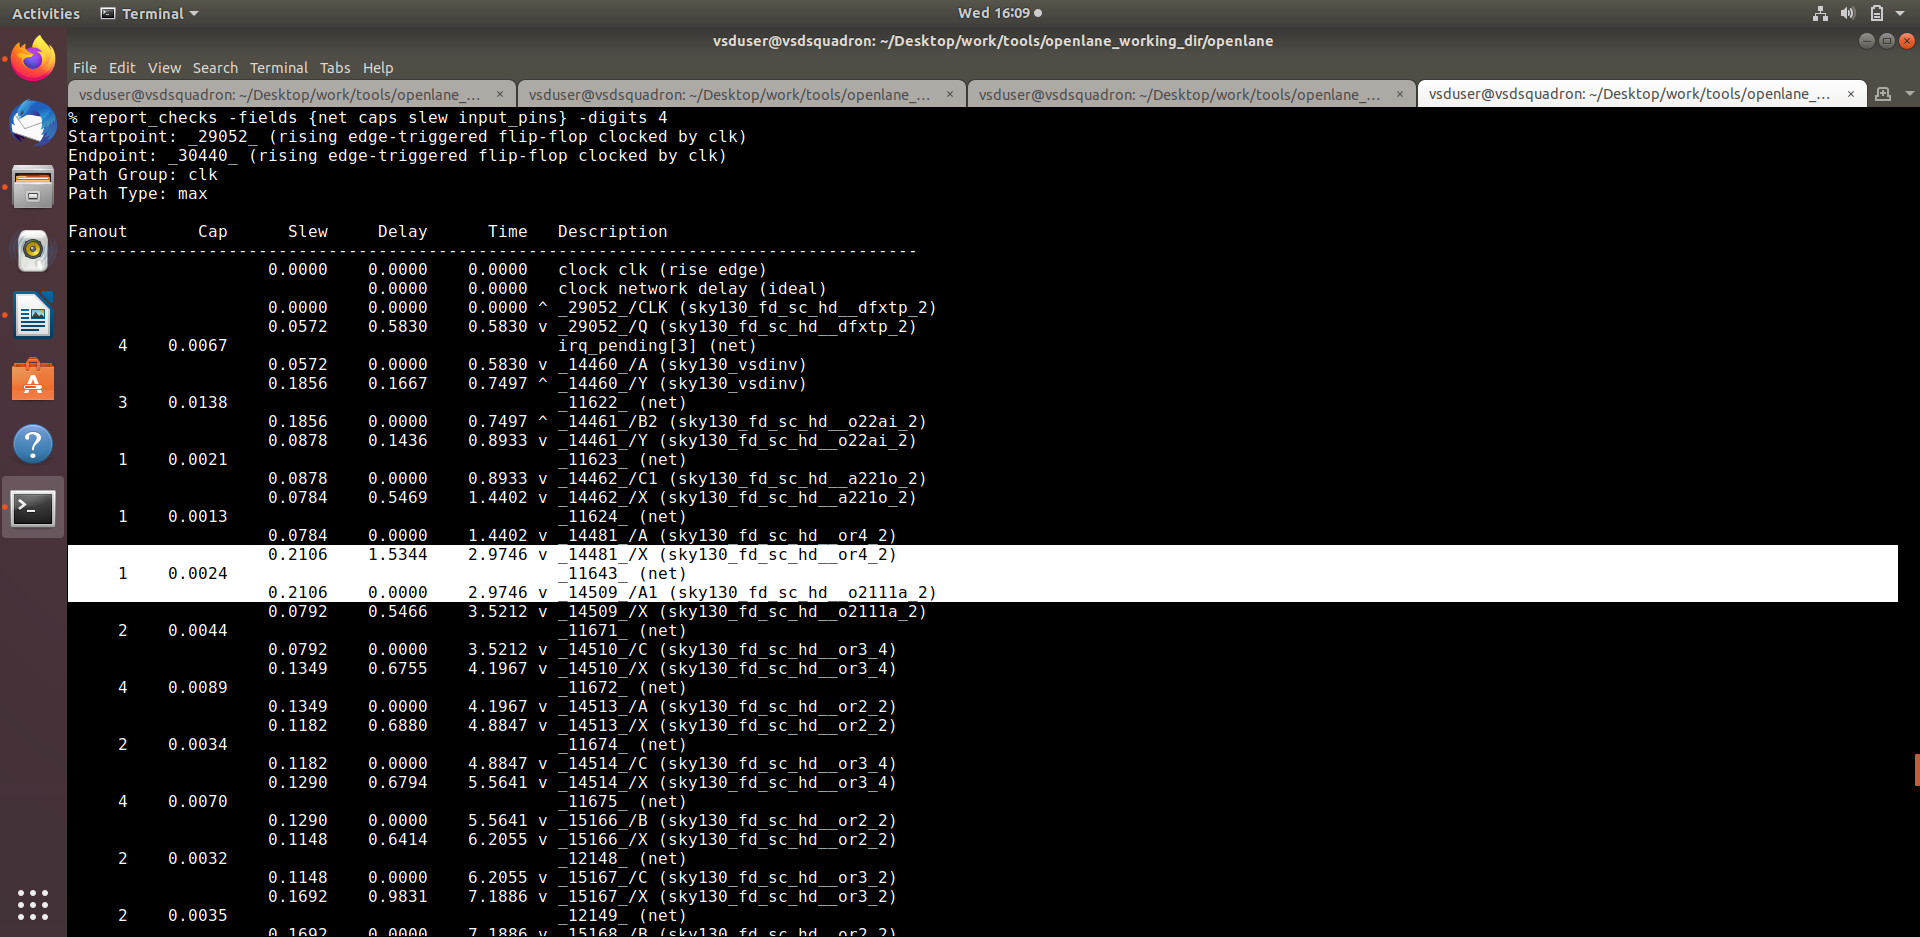 Activities Terminal Wed 16:09
vsduser@vsdsquadron: ~/Desktop/work/tools/openlane_working_dir/openlane
File Edit View Search Terminal Tabs Help
vsduser@vsdsquadron: ~/Desktop/work/tools/openlane_... × vsduser@vsdsquadron: ~/Desktop/work/tools/openlane_... × vsduser@vsdsquadron: ~/Desktop/work/tools/openlane_... × vsduser@vsdsquadron: ~/Desktop/work/tools/openlane_... ×
% report_checks -fields {net caps slew input_pins} -digits 4
Startpoint: _29052_ (rising edge-triggered flip-flop clocked by clk)
Endpoint: _30440_ (rising edge-triggered flip-flop clocked by clk)
Path Group: clk
Path Type: max
Fanout Cap Slew Delay Time Description
-------------------------------------------------------------------------------------
0.0000 0.0000 0.0000 clock clk (rise edge)
0.0000 0.0000 clock network delay (ideal)
0.0000 0.0000 0.0000 ^ _29052_/CLK (sky130_fd_sc_hd__dfxtp_2)
0.0572 0.5830 0.5830 v _29052_/Q (sky130_fd_sc_hd__dfxtp_2)
4 0.0067 irq_pending[3] (net)
0.0572 0.0000 0.5830 v _14460_/A (sky130_vsdinv)
0.1856 0.1667 0.7497 ^ _14460_/Y (sky130_vsdinv)
3 0.0138 _11622_ (net)
0.1856 0.0000 0.7497 ^ _14461_/B2 (sky130_fd_sc_hd__o22ai_2)
0.0878 0.1436 0.8933 v _14461_/Y (sky130_fd_sc_hd__o22ai_2)
1 0.0021 _11623_ (net)
0.0878 0.0000 0.8933 v _14462_/C1 (sky130_fd_sc_hd__a221o_2)
0.0784 0.5469 1.4402 v _14462_/X (sky130_fd_sc_hd__a221o_2)
1 0.0013 _11624_ (net)
0.0784 0.0000 1.4402 v _14481_/A (sky130_fd_sc_hd__or4_2)
0.2106 1.5344 2.9746 v _14481_/X (sky130_fd_sc_hd__or4_2)
1 0.0024 _11643_ (net)
0.2106 0.0000 2.9746 v _14509_/A1 (sky130_fd_sc_hd__o2111a_2)
0.0792 0.5466 3.5212 v _14509_/X (sky130_fd_sc_hd__o2111a_2)
2 0.0044 _11671_ (net)
0.0792 0.0000 3.5212 v _14510_/C (sky130_fd_sc_hd__or3_4)
0.1349 0.6755 4.1967 v _14510_/X (sky130_fd_sc_hd__or3_4)
4 0.0089 _11672_ (net)
0.1349 0.0000 4.1967 v _14513_/A (sky130_fd_sc_hd__or2_2)
0.1182 0.6880 4.8847 v _14513_/X (sky130_fd_sc_hd__or2_2)
2 0.0034 _11674_ (net)
0.1182 0.0000 4.8847 v _14514_/C (sky130_fd_sc_hd__or3_4)
0.1290 0.6794 5.5641 v _14514_/X (sky130_fd_sc_hd__or3_4)
4 0.0070 _11675_ (net)
0.1290 0.0000 5.5641 v _15166_/B (sky130_fd_sc_hd__or2_2)
0.1148 0.6414 6.2055 v _15166_/X (sky130_fd_sc_hd__or2_2)
2 0.0032 _12148_ (net)
0.1148 0.0000 6.2055 v _15167_/C (sky130_fd_sc_hd__or3_2)
0.1692 0.9831 7.1886 v _15167_/X (sky130_fd_sc_hd__or3_2)
2 0.0035 _12149_ (net)
0.1692 0.0000 7.1886 v _15168_/B (sky130_fd_sc_hd__or2_2)